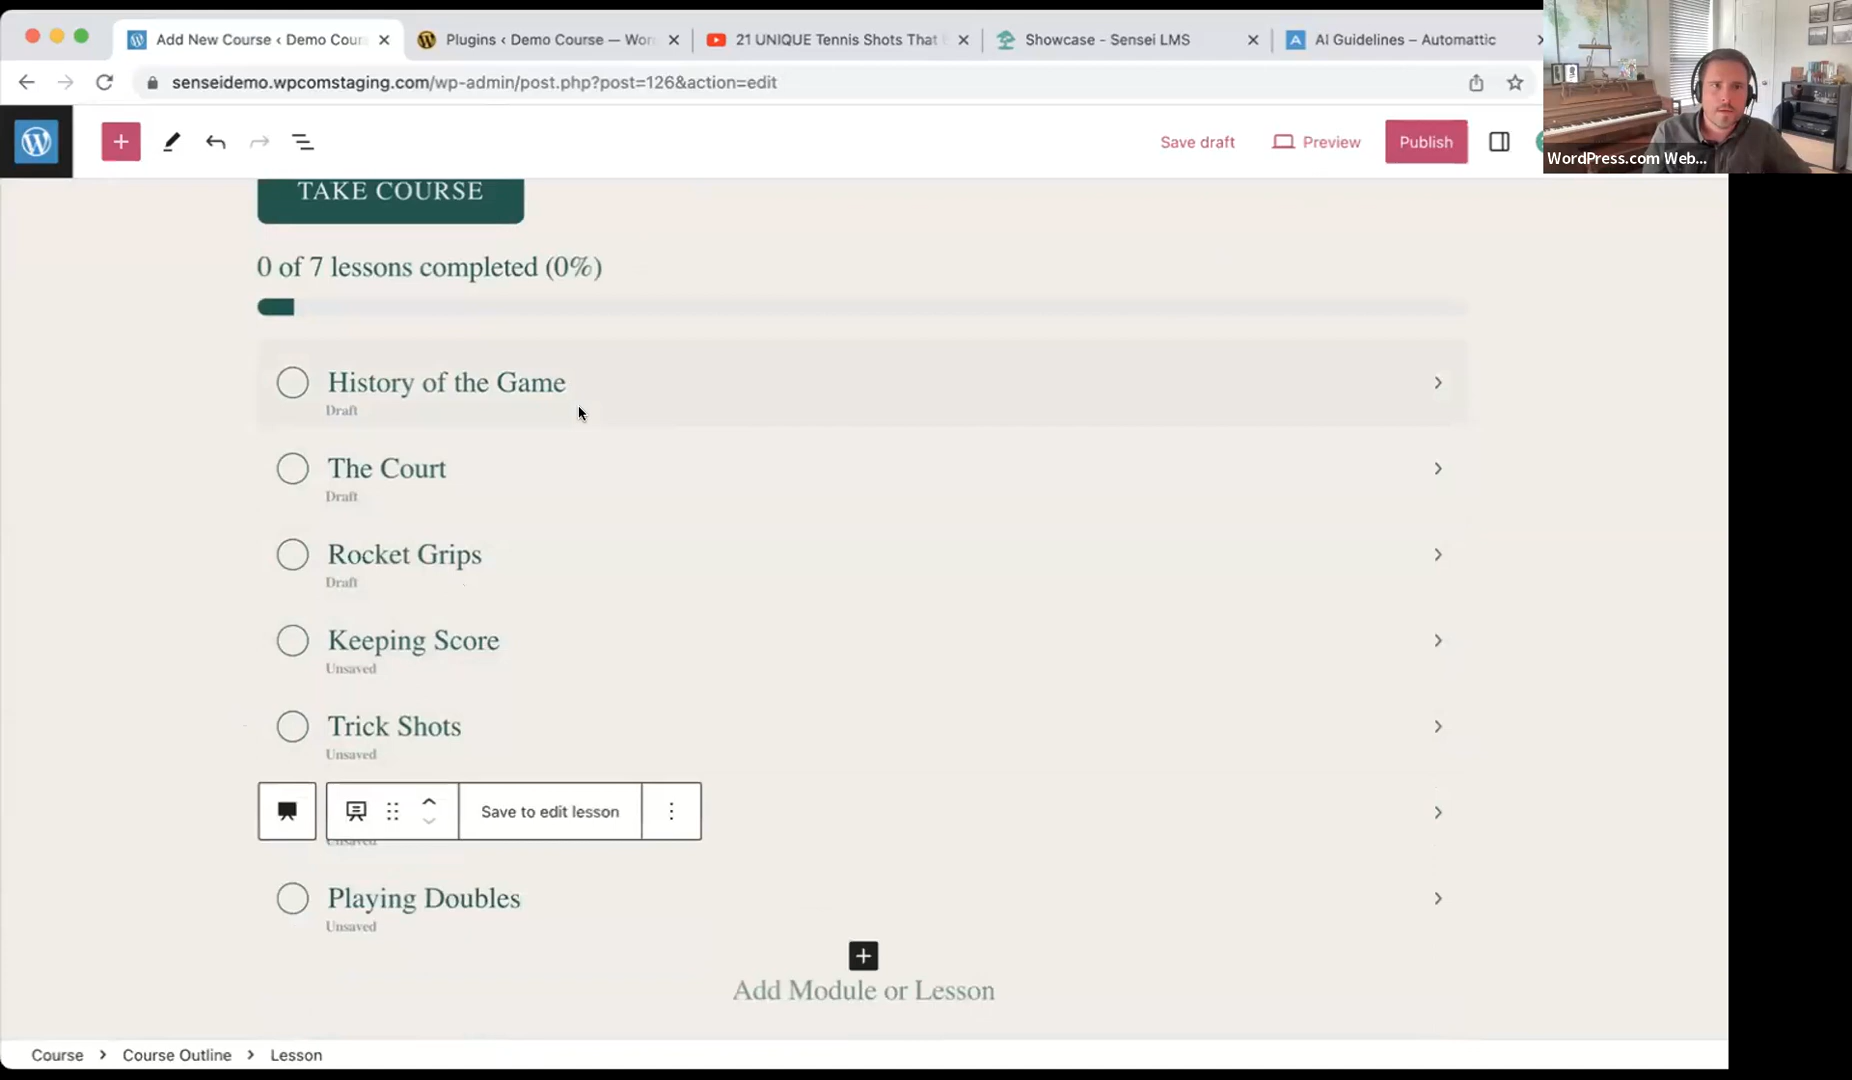 Add New Course ‹ Demo Cour
Plugins ‹ Demo Course — Wor
21 UNIQUE Tennis Shots That
Showcase - Sensei LMS
AI Guidelines – Automattic
senseidemo.wpcomstaging.com/wp-admin/post.php?post=126&action=edit
WordPress.com Web...
Save draft
Preview
Publish
TAKE COURSE
0 of 7 lessons completed (0%)
History of the Game
Draft
The Court
Draft
Rocket Grips
Draft
Keeping Score
Unsaved
Trick Shots
Unsaved
Save to edit lesson
Unsaved
Playing Doubles
Unsaved
Add Module or Lesson
Course > Course Outline > Lesson